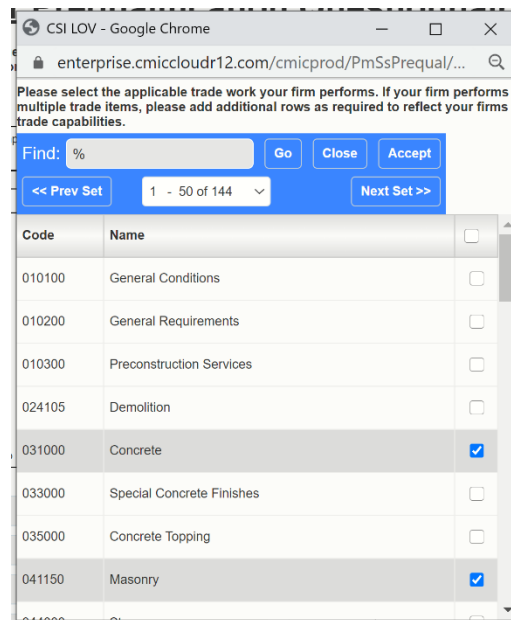 CSI LOV - Google Chrome
enterprise.cmiccloudr12.com/cmicprod/PmSsPrequal/...
Please select the applicable trade work your firm performs. If your firm performs
multiple trade items, please add additional rows as required to reflect your firms
trade capabilities.
Find: % Go Close Accept
<< Prev Set 1 - 50 of 144 Next Set >>
Code Name
010100 General Conditions
010200 General Requirements
010300 Preconstruction Services
024105 Demolition
031000 Concrete
033000 Special Concrete Finishes
035000 Concrete Topping
041150 Masonry